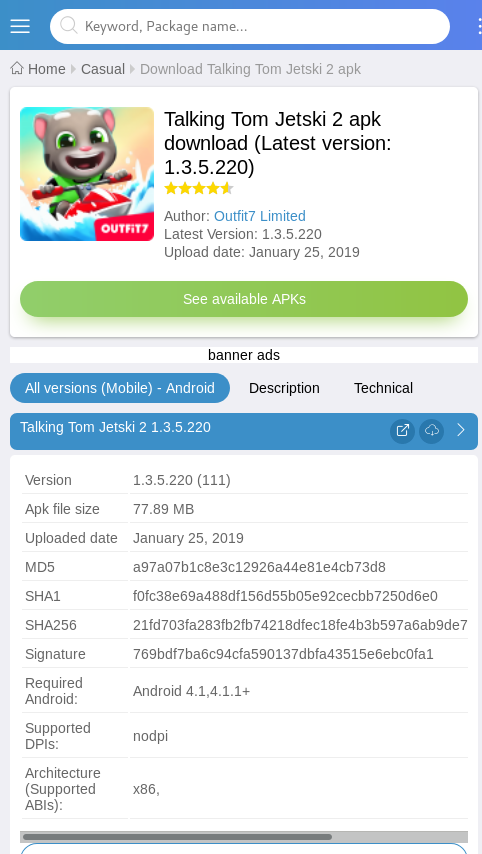 Keyword, Package name...
Home Casual Download Talking Tom Jetski 2 apk
OUTFIT7
Talking Tom Jetski 2 apk
download (Latest version:
1.3.5.220)
Author: Outfit7 Limited
Latest Version: 1.3.5.220
Upload date: January 25, 2019
See available APKs
banner ads
All versions (Mobile) - Android Description Technical
Talking Tom Jetski 2 1.3.5.220
Version 1.3.5.220 (111)
Apk file size 77.89 MB
Uploaded date January 25, 2019
MD5 a97a07b1c8e3c12926a44e81e4cb73d8
SHA1 f0fc38e69a488df156d55b05e92cecbb7250d6e0
SHA256 21fd703fa283fb2fb74218dfec18fe4b3b597a6ab9de7
Signature 769bdf7ba6c94cfa590137dbfa43515e6ebc0fa1
Required
Android: Android 4.1,4.1.1+
Supported
DPIs: nodpi
Architecture
(Supported x86,
ABIs):